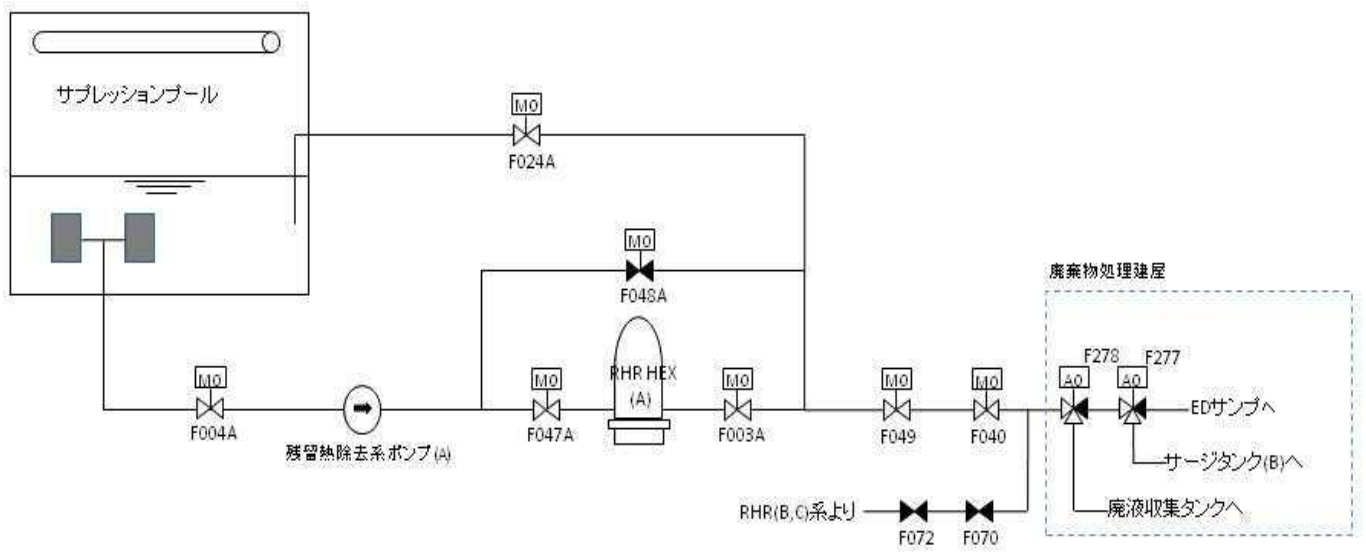 サプレッションプール
MO
F024A
MO
F048A
廃棄物処理建屋
MO
F004A
残留熱除去系ポンプ(A)
MO
F047A
RHR HEX
(A)
MO
F003A
MO
F049
MO
F040
AO
F278
AO
F277
EDサンプへ
サージタンク(B)へ
廃液収集タンクへ
RHR(B,C)系より
F072
F070